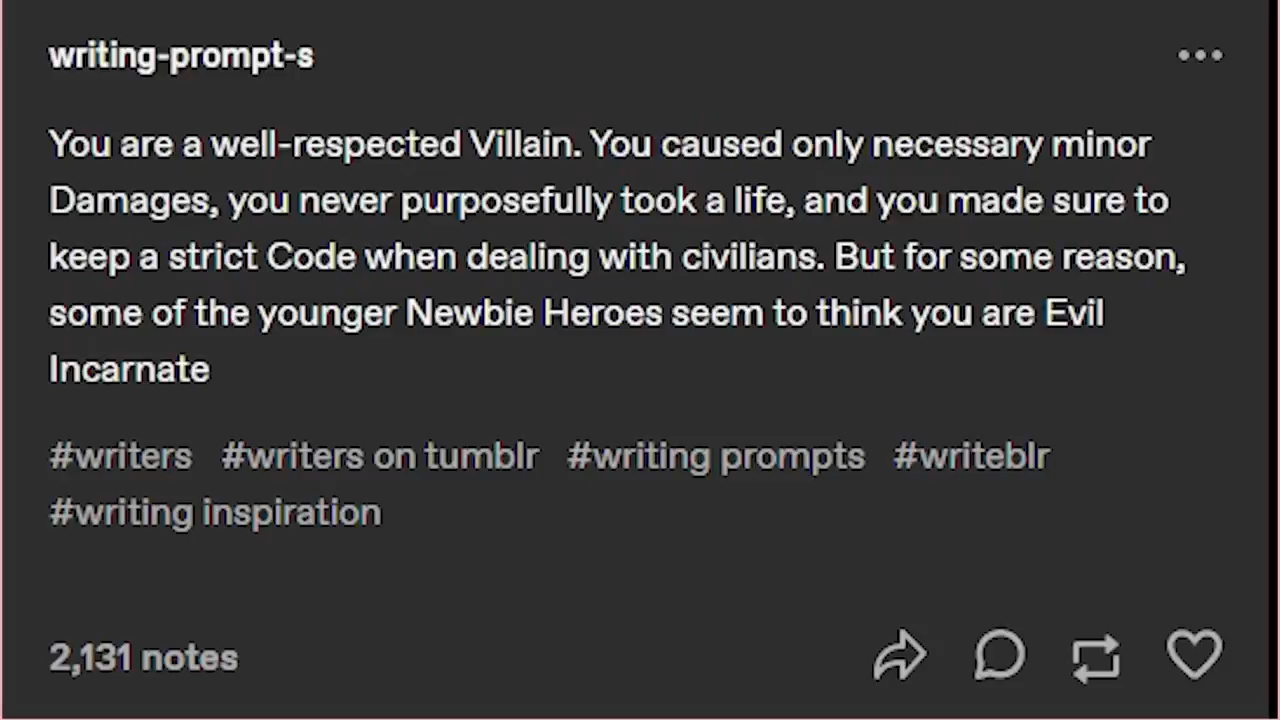 writing-prompt-s
You are a well-respected Villain. You caused only necessary minor
Damages, you never purposefully took a life, and you made sure to
keep a strict Code when dealing with civilians. But for some reason,
some of the younger Newbie Heroes seem to think you are Evil
Incarnate
#writers #writers on tumblr #writing prompts #writeblr
#writing inspiration
2,131 notes